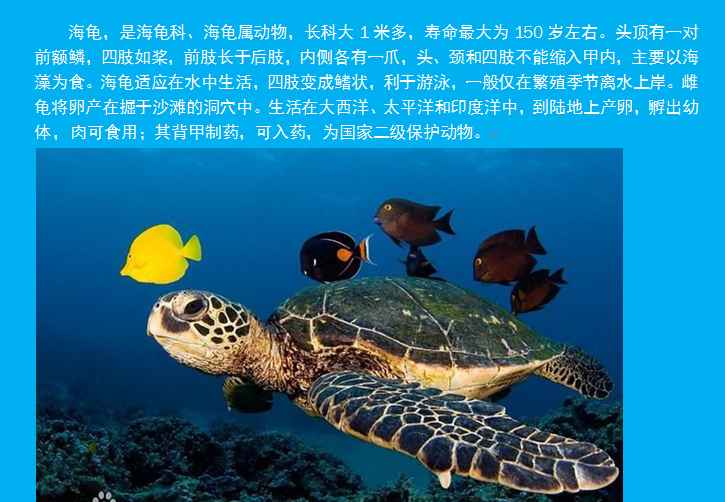 海龟，是海龟科、海龟属动物，长科大 1 米多，寿命最大为 150 岁左右。头顶有一对
前额鳞，四肢如桨，前肢长于后肢，内侧各有一爪，头、颈和四肢不能缩入甲内，主要以海
藻为食。海龟适应在水中生活，四肢变成鳍状，利于游泳，一般仅在繁殖季节离水上岸。雌
龟将卵产在掘于沙滩的洞穴中。生活在大西洋、太平洋和印度洋中，到陆地上产卵，孵出幼
体，肉可食用；其背甲制药，可入药，为国家二级保护动物。